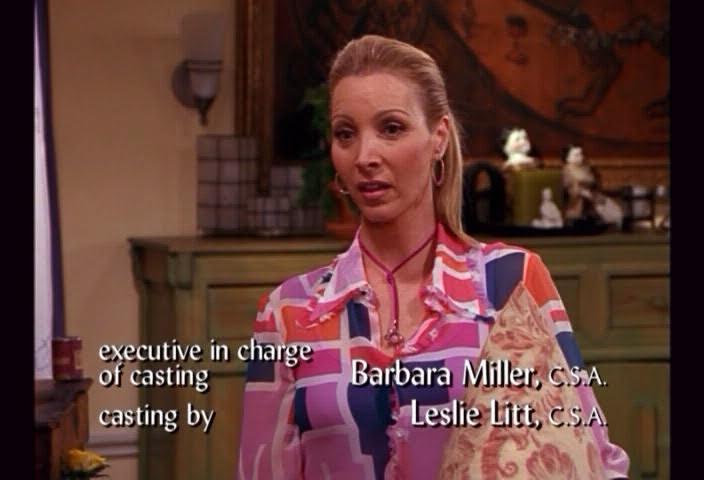 executive in charge
of casting Barbara Miller, C.S.A.
casting by Leslie Litt, C.S.A.